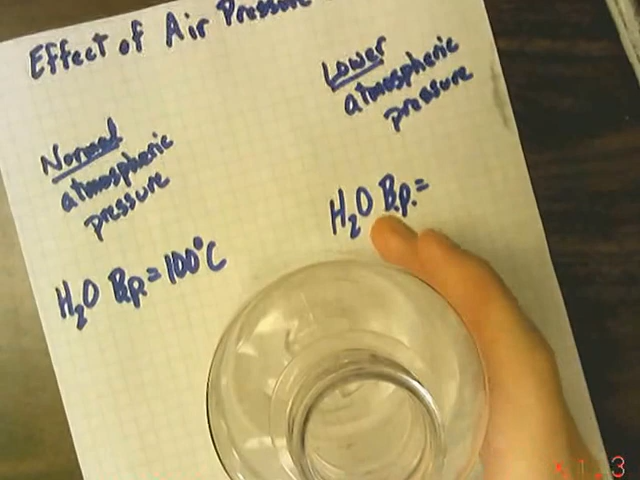 Effect of Air Pressure
Normal
atmospheric
pressure
H₂O B.p. = 100°C
Lower
atmospheric
pressure
H₂O B.p. =